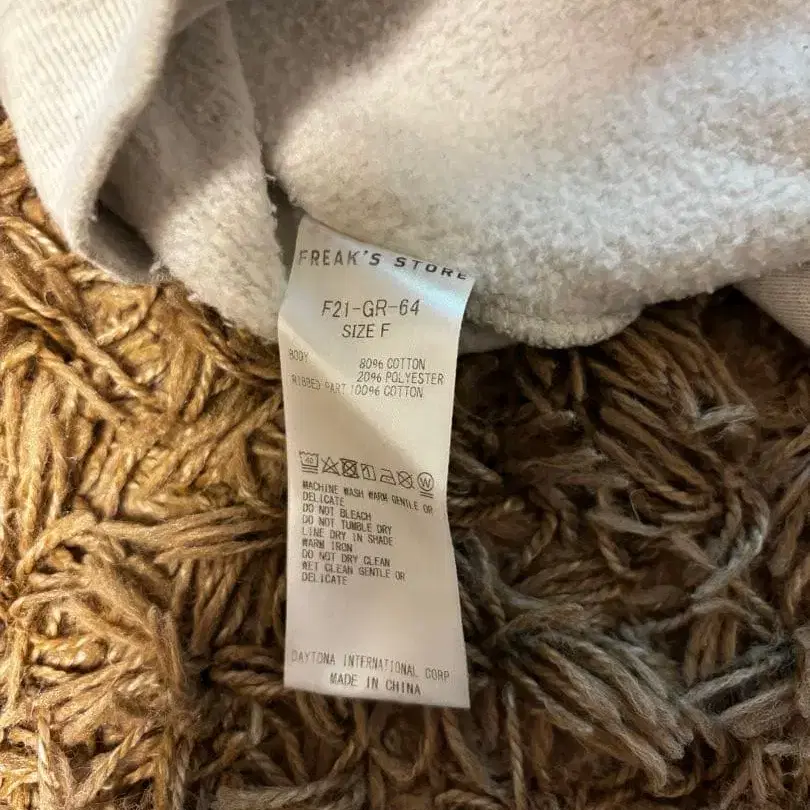 FREAK'S STORE
F21-GR-64
SIZE F
BODY 80% COTTON
20% POLYESTER
RIBBED PART 100% COTTON
40 W
MACHINE WASH WARM GENTLE OR
DELICATE
DO NOT BLEACH
DO NOT TUMBLE DRY
LINE DRY IN SHADE
WARM IRON
DO NOT DRY CLEAN
WET CLEAN GENTLE OR
DELICATE
DAYTONA INTERNATIONAL CORP
MADE IN CHINA